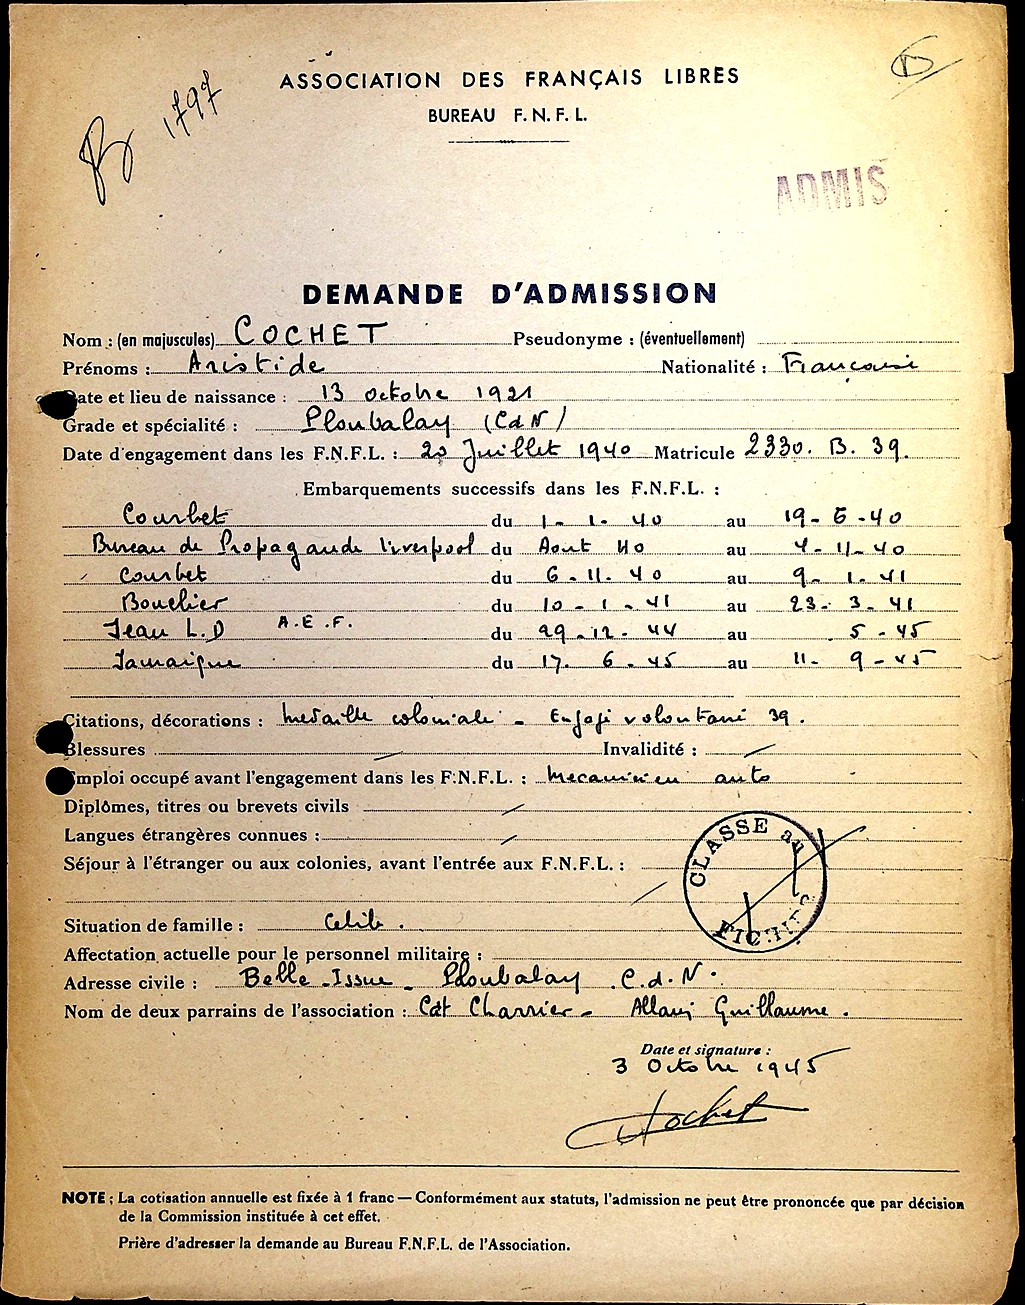 ASSOCIATION DES FRANÇAIS LIBRES
BUREAU F.N.F.L.
B 1797
ADMIS
DEMANDE D'ADMISSION
Nom : (en majuscules) COCHET Pseudonyme : (éventuellement)
Prénoms : Aristide Nationalité : Française
Date et lieu de naissance : 13 octobre 1921
Grade et spécialité : Ploubalay (CdN)
Date d'engagement dans les F.N.F.L. : 20 Juillet 1940 Matricule 2330. B. 39.
Embarquements successifs dans les F.N.F.L. :
Courbet du 1 - 1. 40 au 19 - 6 - 40
Bureau de Propagande liverpool du Aout 40 au 4 - 11 - 40
Courbet du 6 - 11. 40 au 9 - 1. 41
Bouclier du 10 - 1 - 41 au 23 - 3 - 41
Jean L.D A.E.F. du 29 - 12 - 44 au 5 - 45
Jamaique du 17. 6 - 45 au 11 - 9 - 45
Citations, décorations : medaille coloniale - Engagé volontaire 39.
Blessures Invalidité :
Emploi occupé avant l'engagement dans les F.N.F.L. : mecanicien auto
Diplômes, titres ou brevets civils
Langues étrangères connues :
Séjour à l'étranger ou aux colonies, avant l'entrée aux F.N.F.L. :
CLASSE au
FICHIER
Situation de famille : Celib.
Affectation actuelle pour le personnel militaire :
Adresse civile : Belle-Issue - Ploubalay C.d.N.
Nom de deux parrains de l'association : Cdt Charrier - Allain Guillaume.
Date et signature :
3 Octobre 1945
Cochet
NOTE : La cotisation annuelle est fixée à 1 franc — Conformément aux statuts, l'admission ne peut être prononcée que par décision
de la Commission instituée à cet effet.
Prière d'adresser la demande au Bureau F.N.F.L. de l'Association.